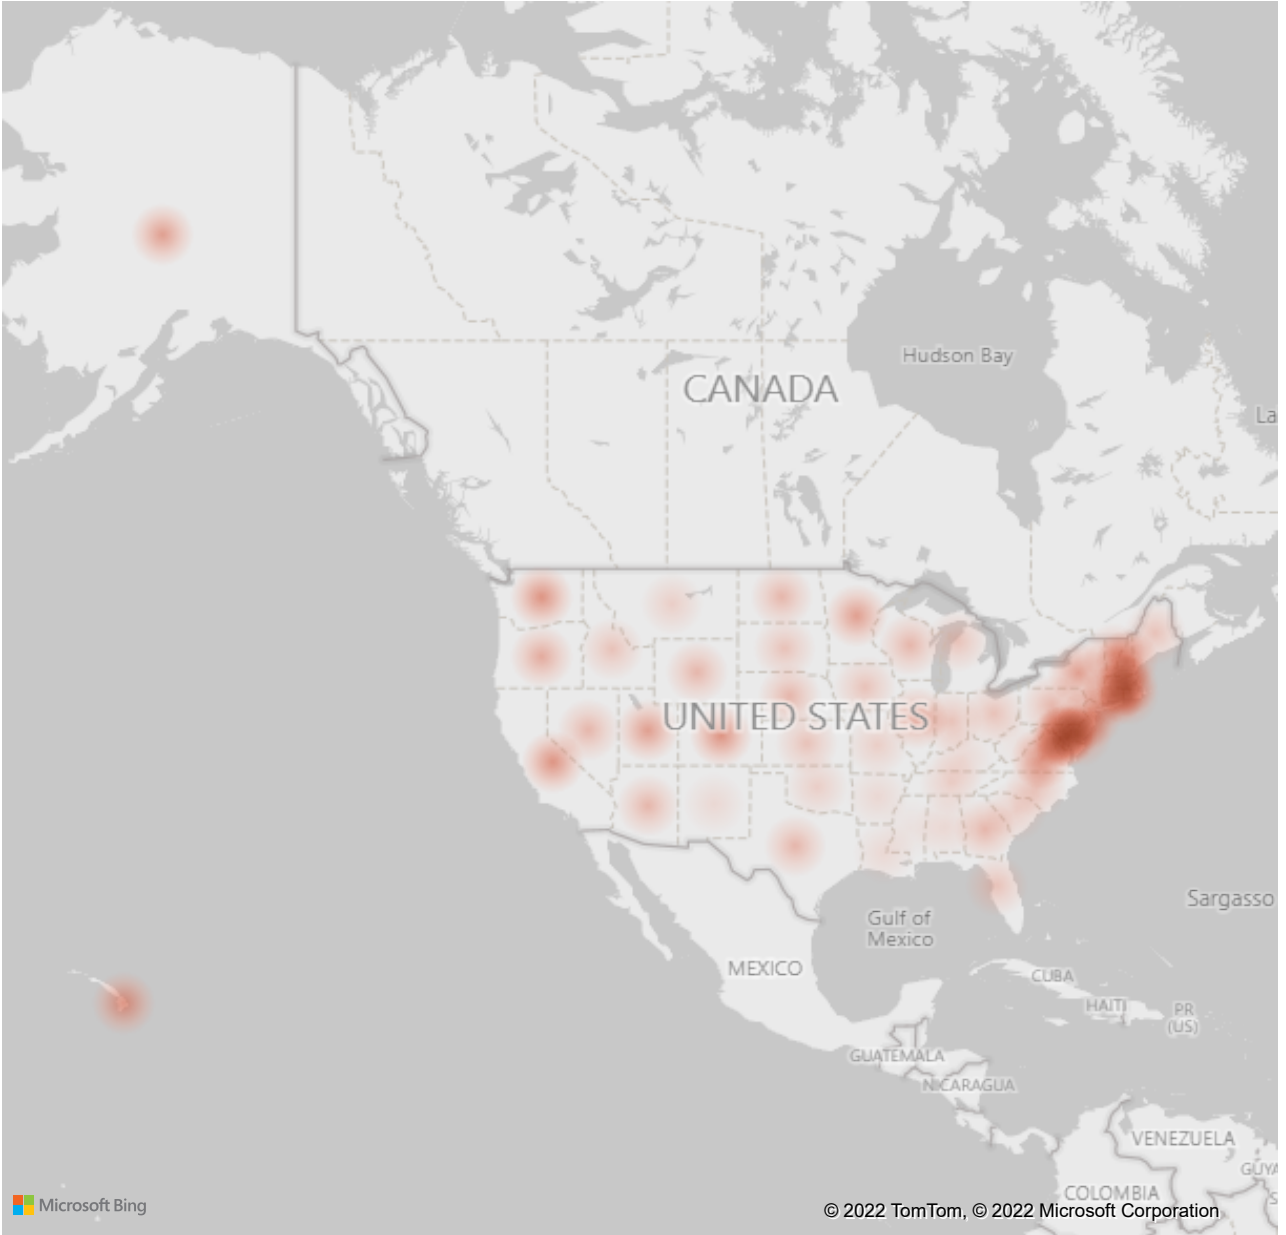 Hudson Bay
CANADA
La
UNITED STATES
Sargasso
Gulf of
Mexico
MEXICO
CUBA
HAITI
PR
(US)
GUATEMALA
NICARAGUA
VENEZUELA
GUYA
COLOMBIA
S
Microsoft Bing
© 2022 TomTom, © 2022 Microsoft Corporation